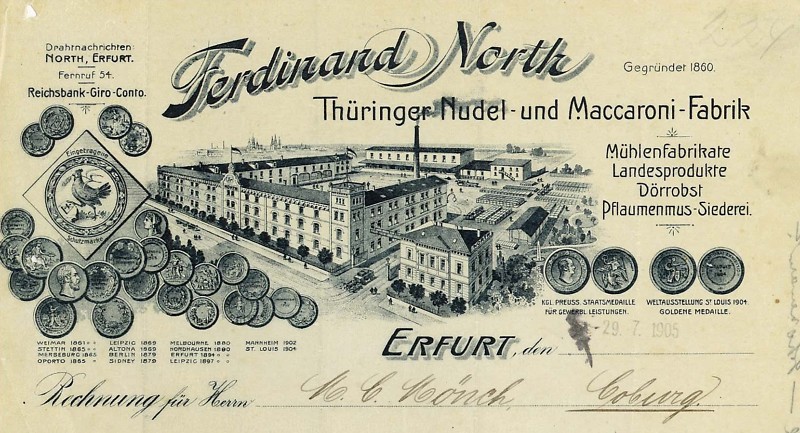 Drahtnachrichten:
NORTH, ERFURT.
Fernruf 54.
Reichsbank-Giro-Conto.
Ferdinand North
Gegründet 1860.
Thüringer Nudel- und Maccaroni-Fabrik
Mühlenfabrikate
Landesprodukte
Dörrobst
Pflaumenmus-Siederei.
Eingetragene
Schutzmarke
KGL. PREUSS. STAATSMEDAILLE
FÜR GEWERBL. LEISTUNGEN.
WELTAUSSTELLUNG ST LOUIS 1904.
GOLDENE MEDAILLE.
WEIMAR 1861 LEIPZIG 1869 MELBOURNE 1880 MANNHEIM 1902
STETTIN 1865 ALTONA 1869 NORDHAUSEN 1880 ST. LOUIS 1904
MERSEBURG 1865 BERLIN 1879 ERFURT 1894
OPORTO 1865 SIDNEY 1879 LEIPZIG 1897
ERFURT, den
29. 7. 1905
Rechnung für Herrn M. C. Mönch, Coburg.